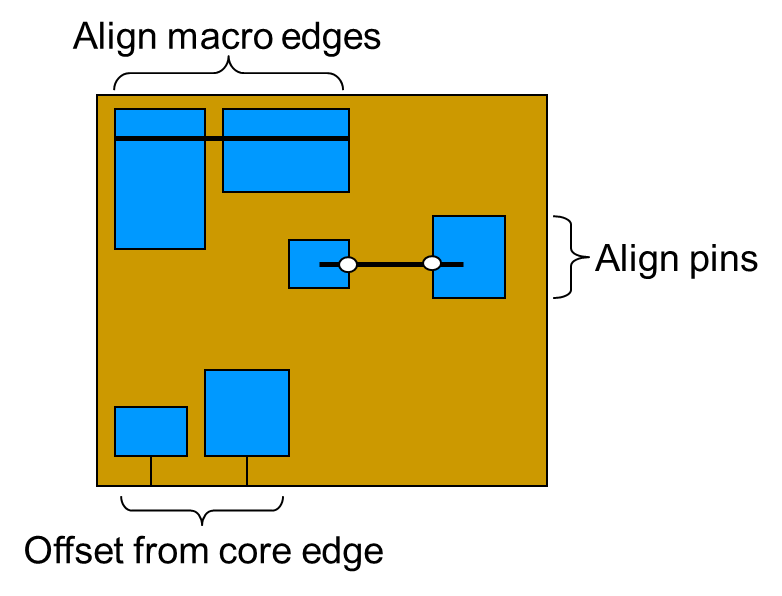 Align macro edges
Align pins
Offset from core edge